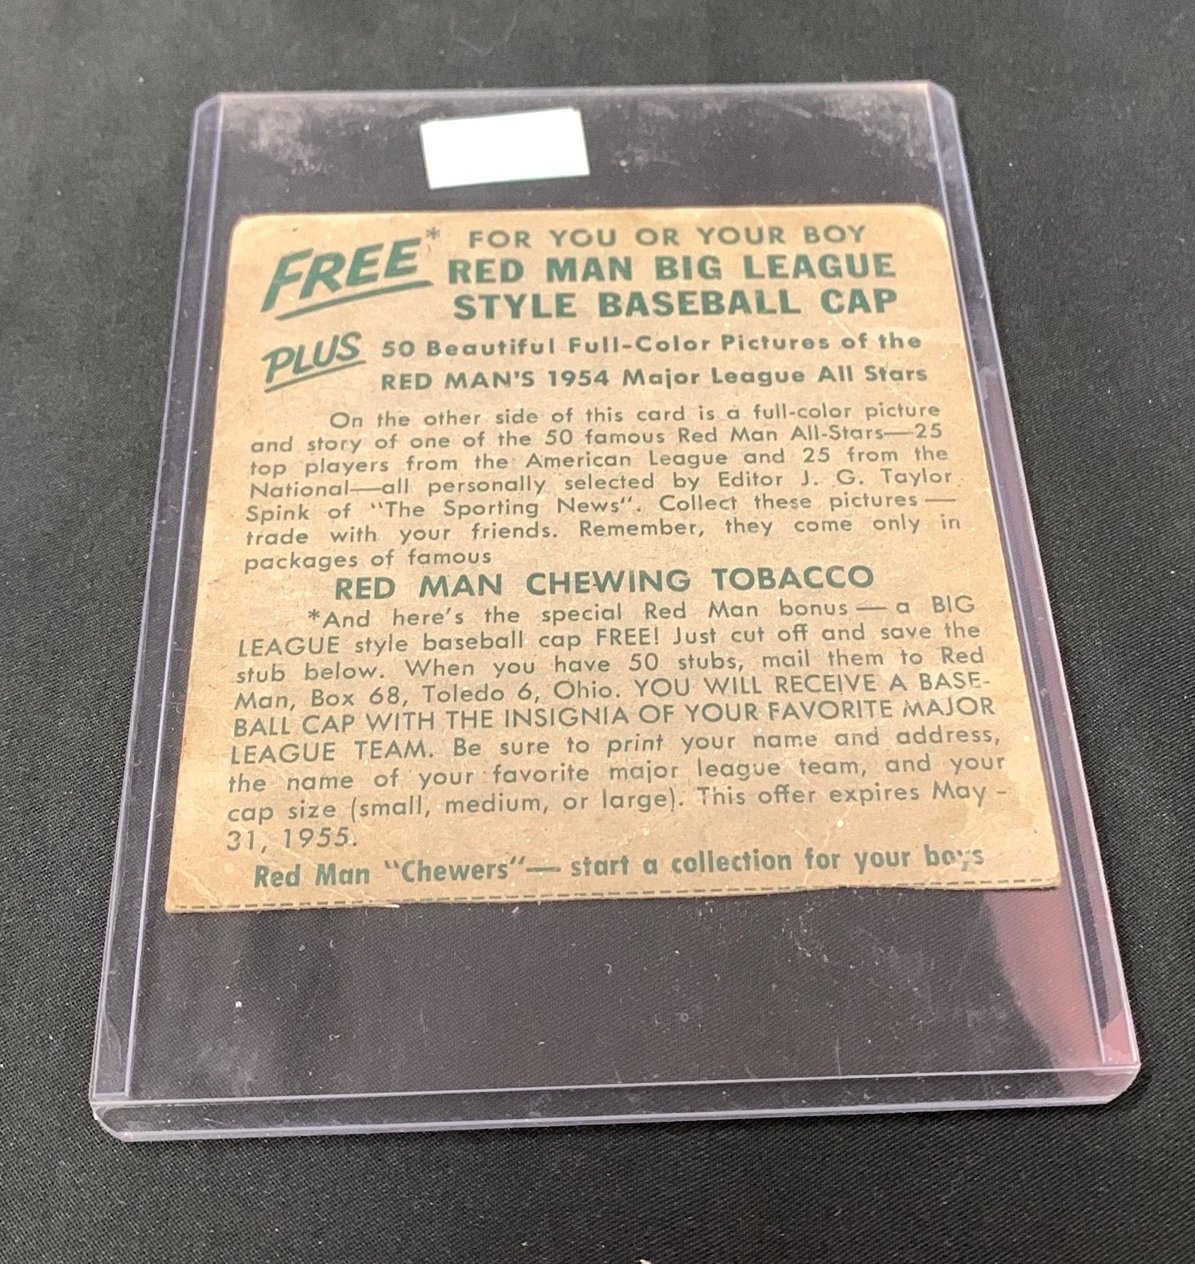 FREE* FOR YOU OR YOUR BOY
RED MAN BIG LEAGUE
STYLE BASEBALL CAP
PLUS 50 Beautiful Full-Color Pictures of the
RED MAN'S 1954 Major League All Stars
On the other side of this card is a full-color picture
and story of one of the 50 famous Red Man All-Stars—25
top players from the American League and 25 from the
National—all personally selected by Editor J. G. Taylor
Spink of "The Sporting News". Collect these pictures—
trade with your friends. Remember, they come only in
packages of famous
RED MAN CHEWING TOBACCO
*And here's the special Red Man bonus—a BIG
LEAGUE style baseball cap FREE! Just cut off and save the
stub below. When you have 50 stubs, mail them to Red
Man, Box 68, Toledo 6, Ohio. YOU WILL RECEIVE A BASE-
BALL CAP WITH THE INSIGNIA OF YOUR FAVORITE MAJOR
LEAGUE TEAM. Be sure to print your name and address,
the name of your favorite major league team, and your
cap size (small, medium, or large). This offer expires May -
31, 1955.
Red Man "Chewers"— start a collection for your boys